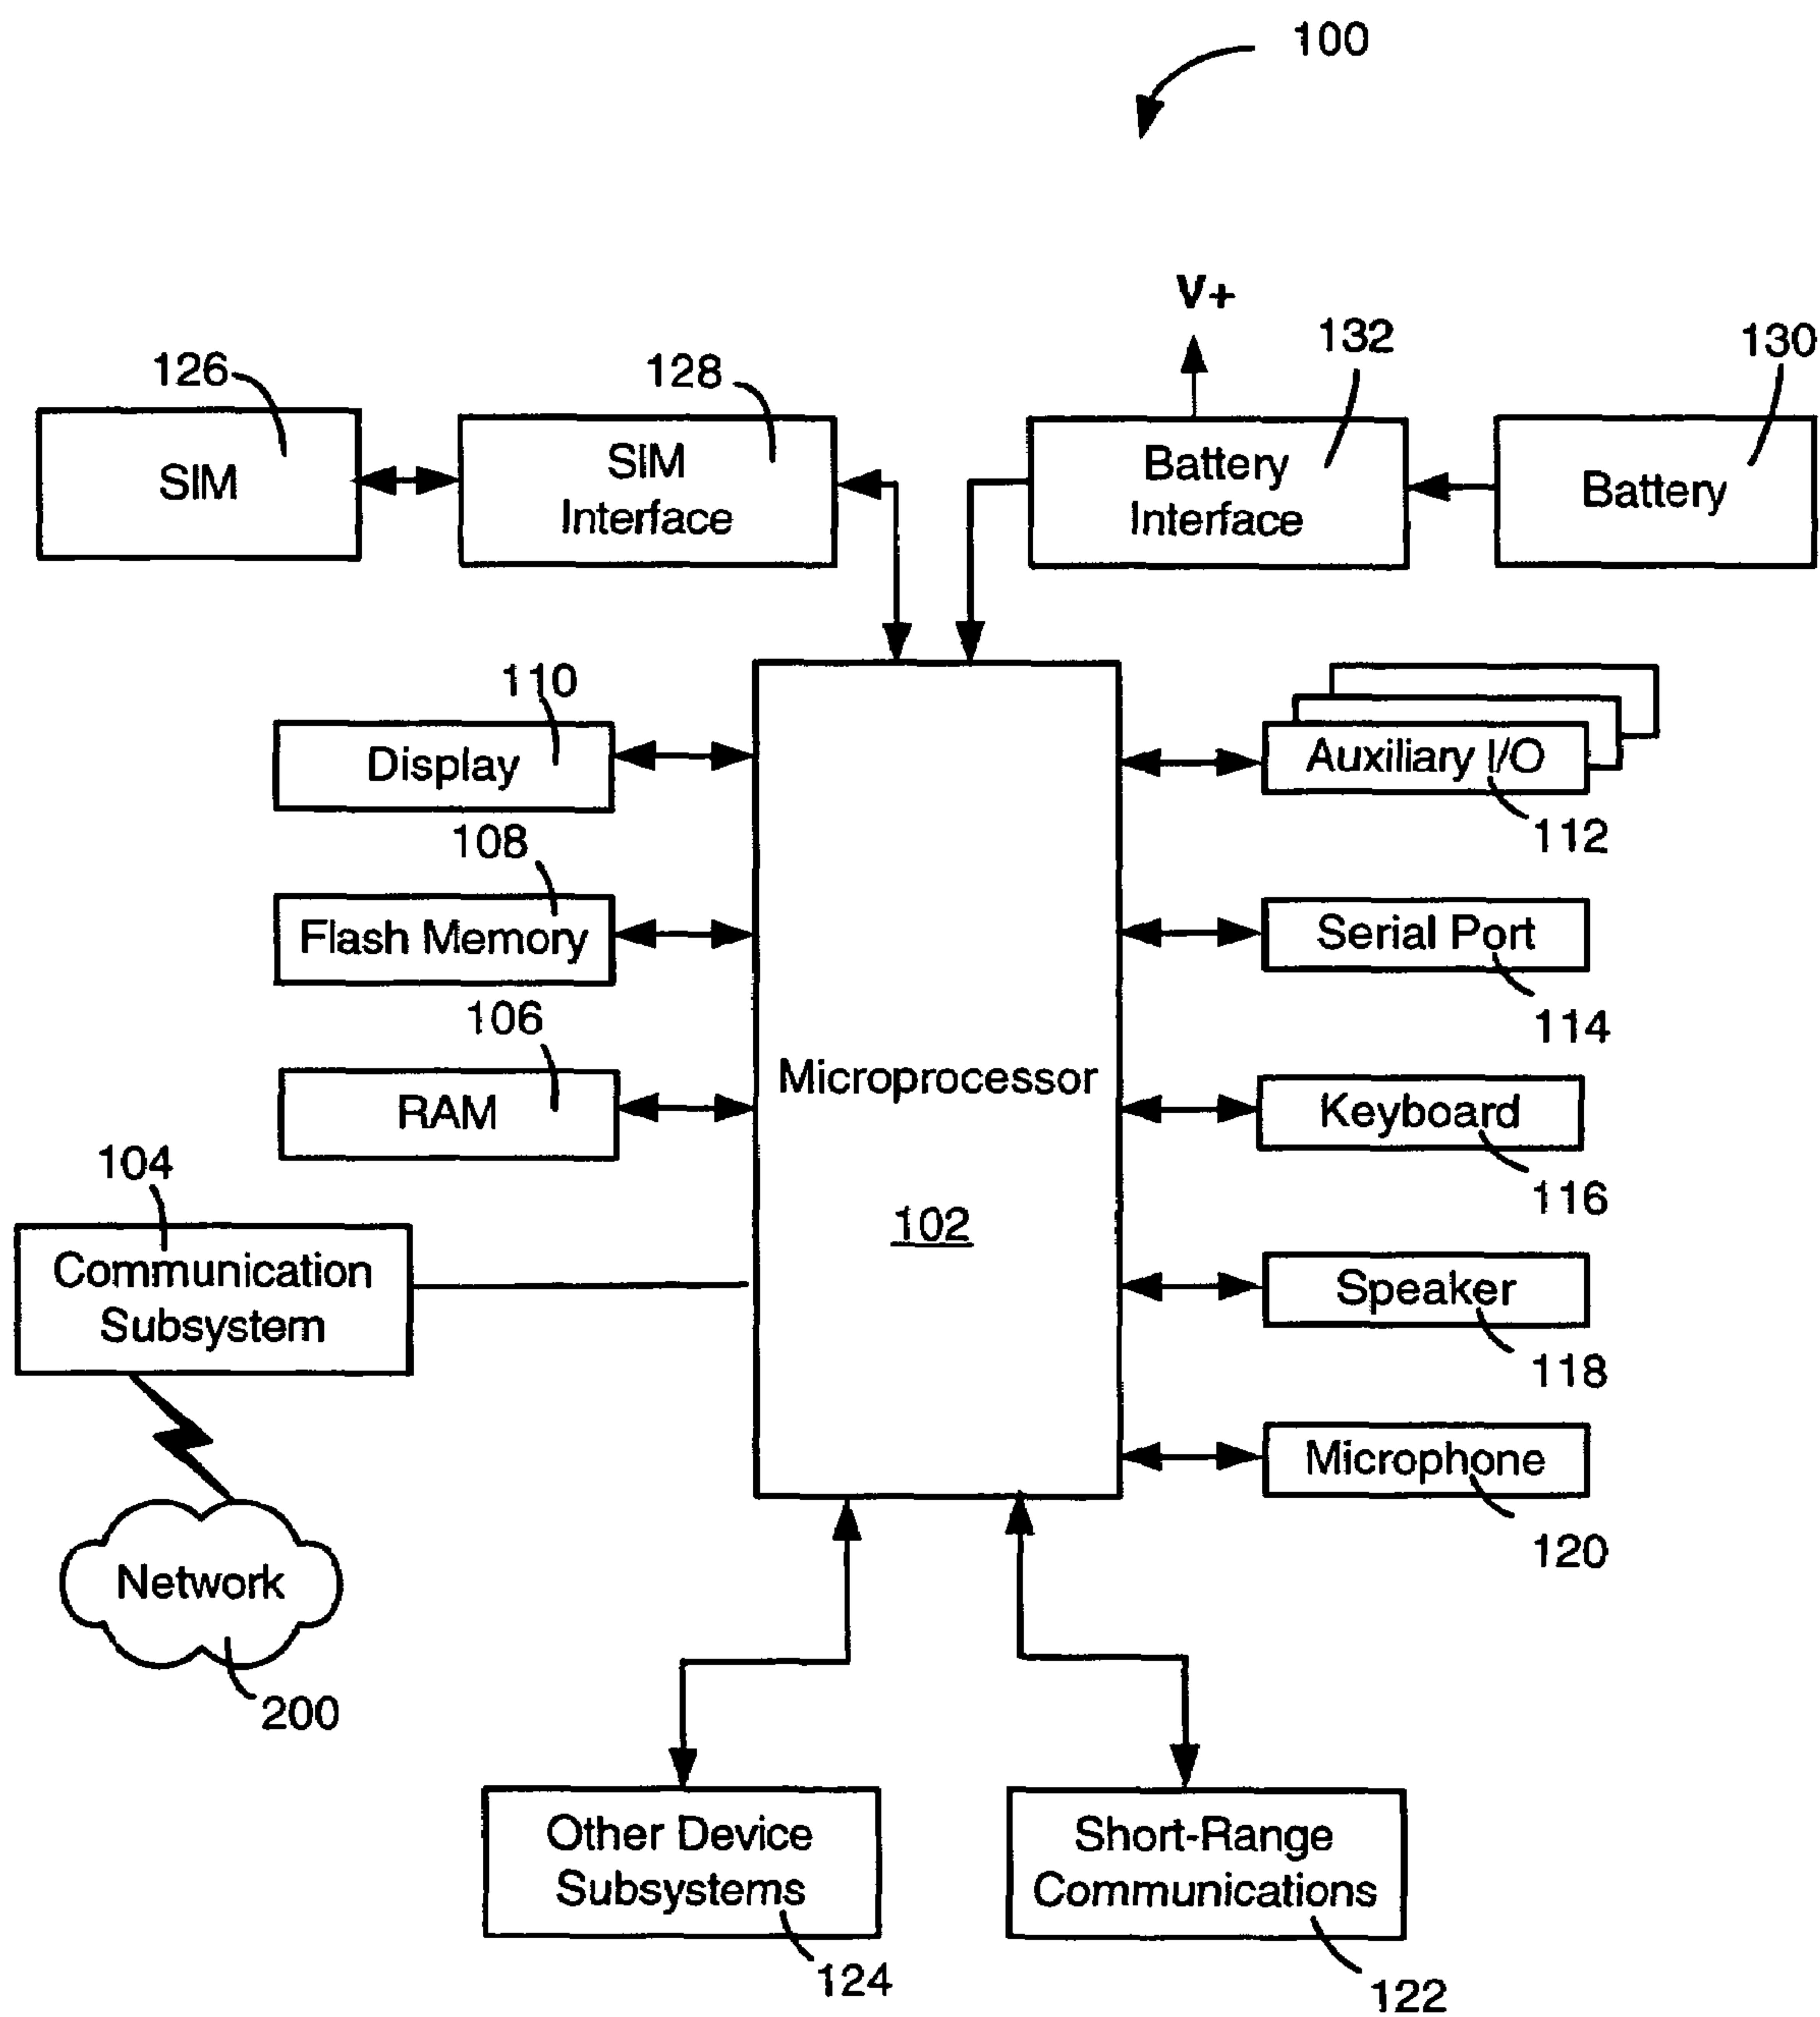 100
V+
126
128
132
130
SIM
SIM
Interface
Battery
Interface
Battery
110
Display
Auxiliary I/O
112
108
Flash Memory
Serial Port
114
106
RAM
Microprocessor
102
Keyboard
116
104
Communication
Subsystem
Speaker
118
Microphone
120
Network
200
Other Device
Subsystems
124
Short-Range
Communications
122